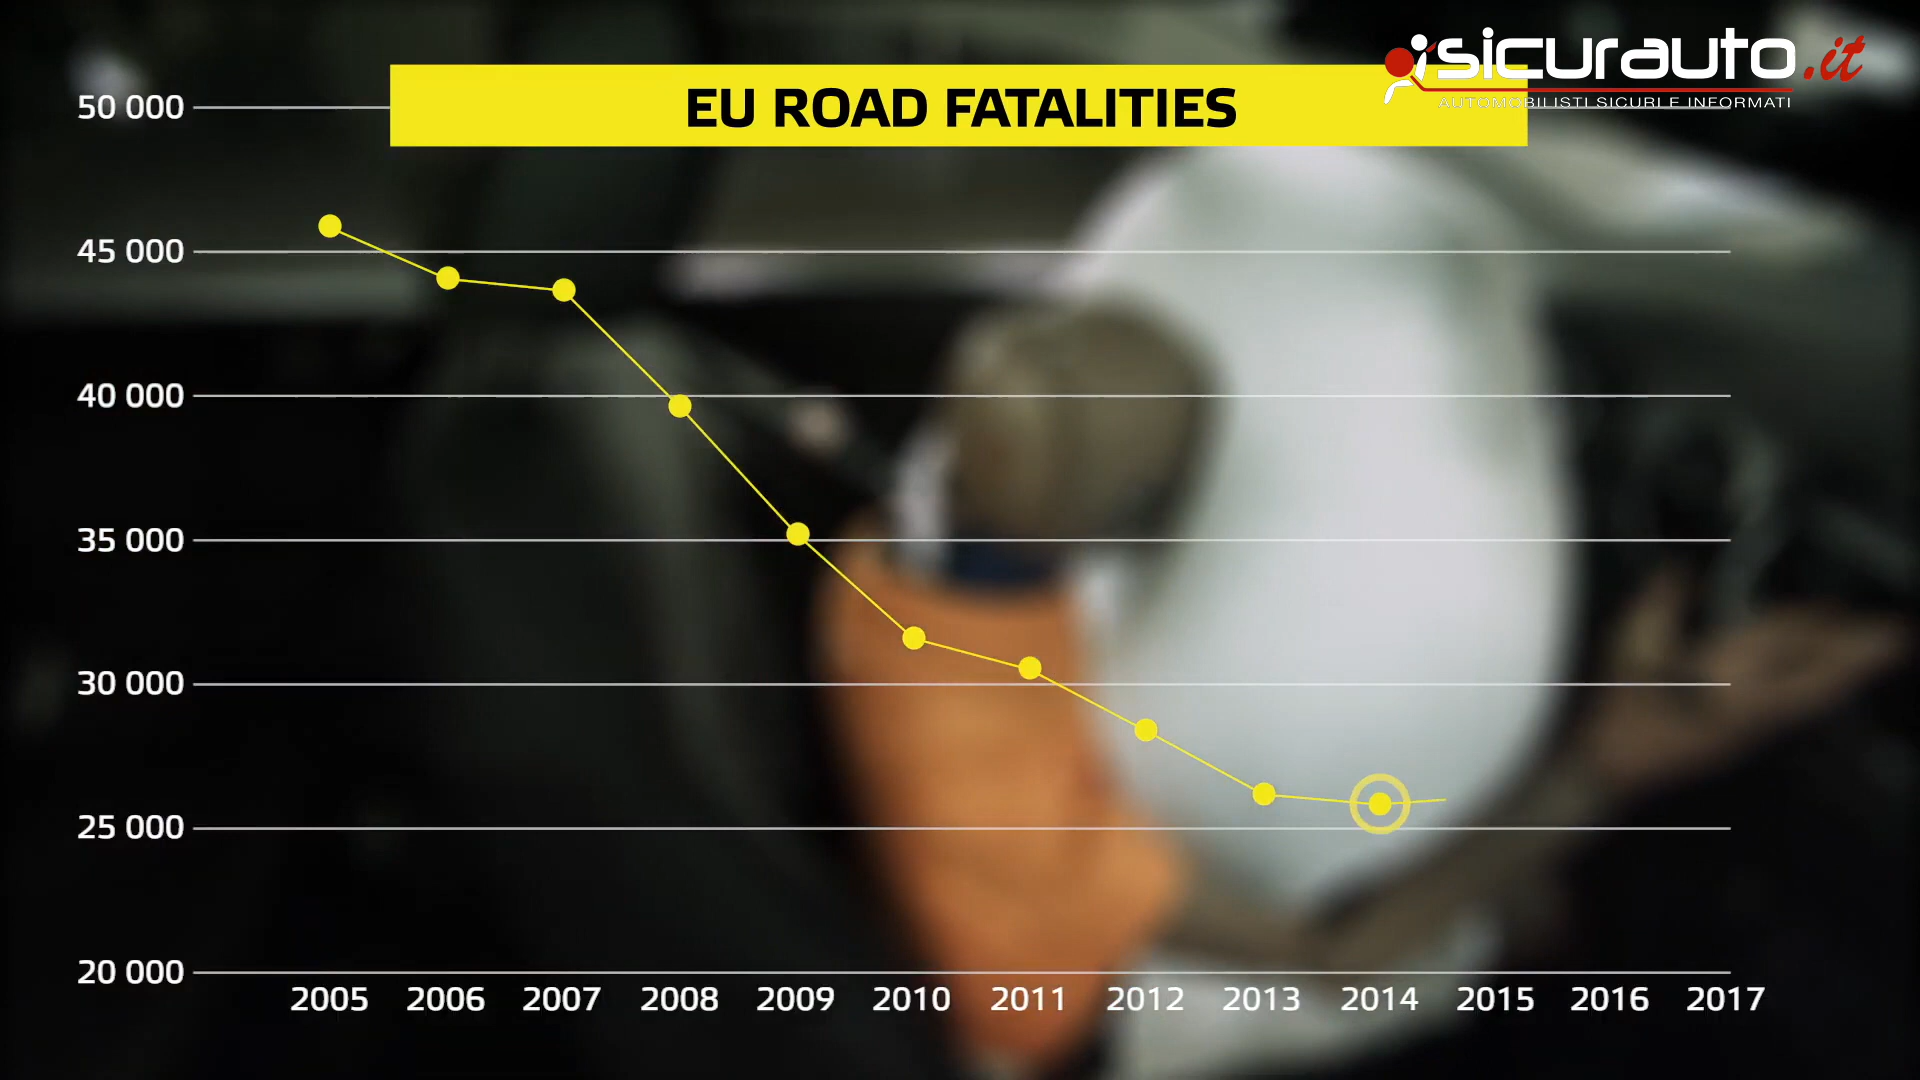 sicurauto.it
AUTOMOBILISTI SICURI E INFORMATI
EU ROAD FATALITIES
50 000
45 000
40 000
35 000
30 000
25 000
20 000
2005 2006 2007 2008 2009 2010 2011 2012 2013 2014 2015 2016 2017